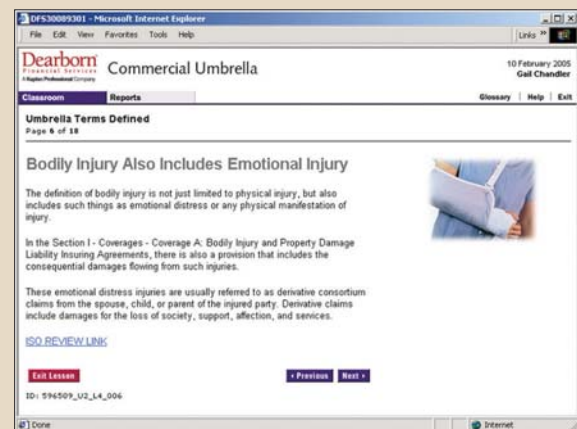 DFS30089301 - Microsoft Internet Explorer
File Edit View Favorites Tools Help
Links »
Dearborn
Financial Services
A Kaplan Professional Company
Commercial Umbrella
10 February 2005
Gail Chandler
Classroom Reports
Glossary | Help | Exit
Umbrella Terms Defined
Page 6 of 18
Bodily Injury Also Includes Emotional Injury
The definition of bodily injury is not just limited to physical injury, but also
includes such things as emotional distress or any physical manifestation of
injury.
In the Section I - Coverages - Coverage A: Bodily Injury and Property Damage
Liability Insuring Agreements, there is also a provision that includes the
consequential damages flowing from such injuries.
These emotional distress injuries are usually referred to as derivative consortium
claims from the spouse, child, or parent of the injured party. Derivative claims
include damages for the loss of society, support, affection, and services.
ISO REVIEW LINK
Exit Lesson
‹ Previous Next ›
ID: 596509_U2_L4_006
Done
Internet